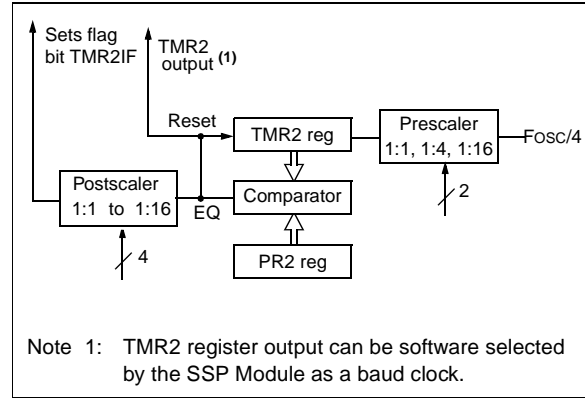 Sets flag
bit TMR2IF
TMR2
output (1)
Reset
TMR2 reg
Prescaler
1:1, 1:4, 1:16
FOSC/4
2
Postscaler
1:1 to 1:16
EQ
Comparator
4
PR2 reg
Note 1: TMR2 register output can be software selected
by the SSP Module as a baud clock.